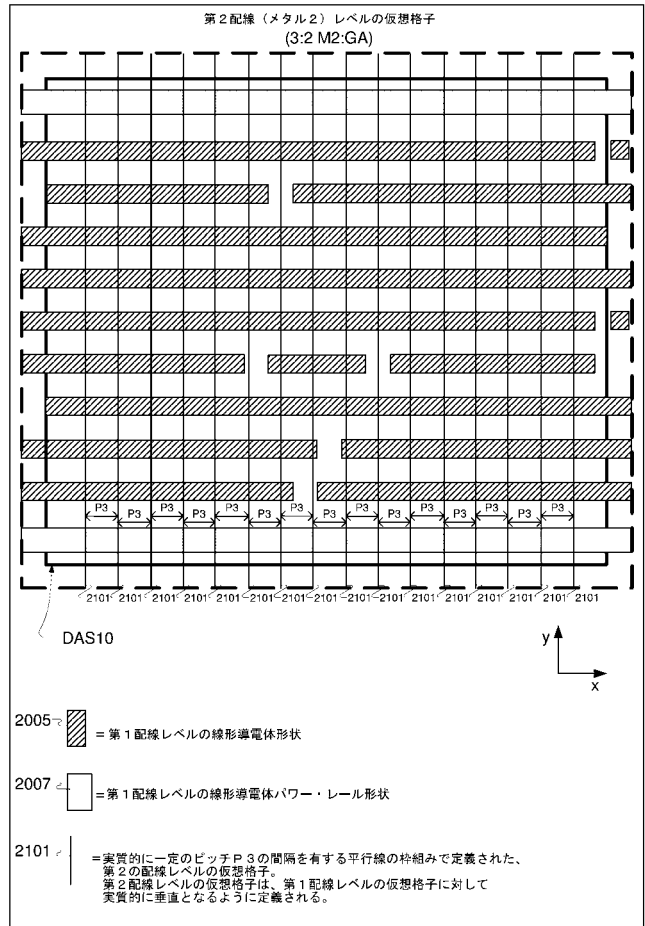 第２配線（メタル２）レベルの仮想格子
(3:2 M2:GA)
P3 P3 P3 P3 P3 P3 P3 P3
P3 P3 P3 P3 P3 P3 P3
2101 2101 2101 2101 2101 2101 2101 2101 2101 2101 2101 2101 2101 2101 2101 2101
DAS10
y
x
2005
＝第１配線レベルの線形導電体形状
2007
＝第１配線レベルの線形導電体パワー・レール形状
2101
＝実質的に一定のピッチＰ３の間隔を有する平行線の枠組みで定義された、
第２の配線レベルの仮想格子。
第２配線レベルの仮想格子は、第１配線レベルの仮想格子に対して
実質的に垂直となるように定義される。